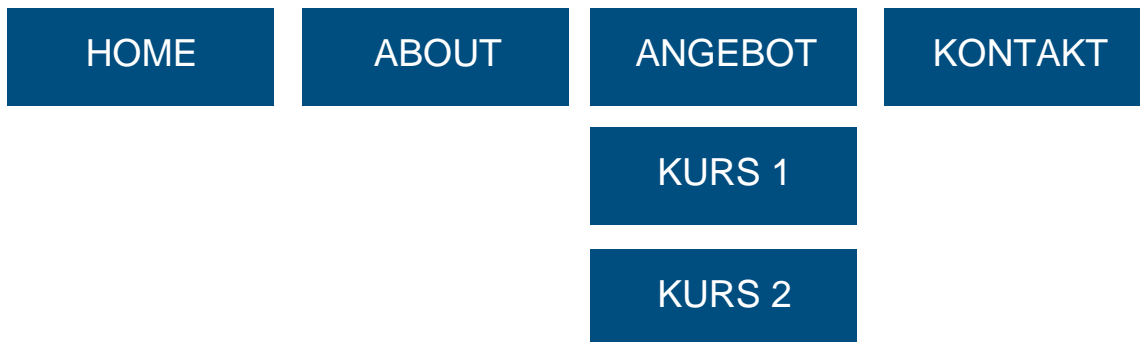 HOME
ABOUT
ANGEBOT
KONTAKT
KURS 1
KURS 2